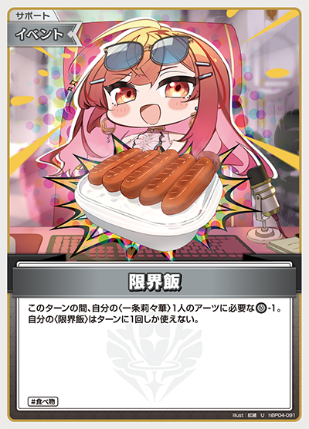 サポート
イベント
限界飯
このターンの間、自分の〈一条莉々華〉1人のアーツに必要な-1。
自分の〈限界飯〉はターンに1回しか使えない。
#食べ物
U hBP04-091